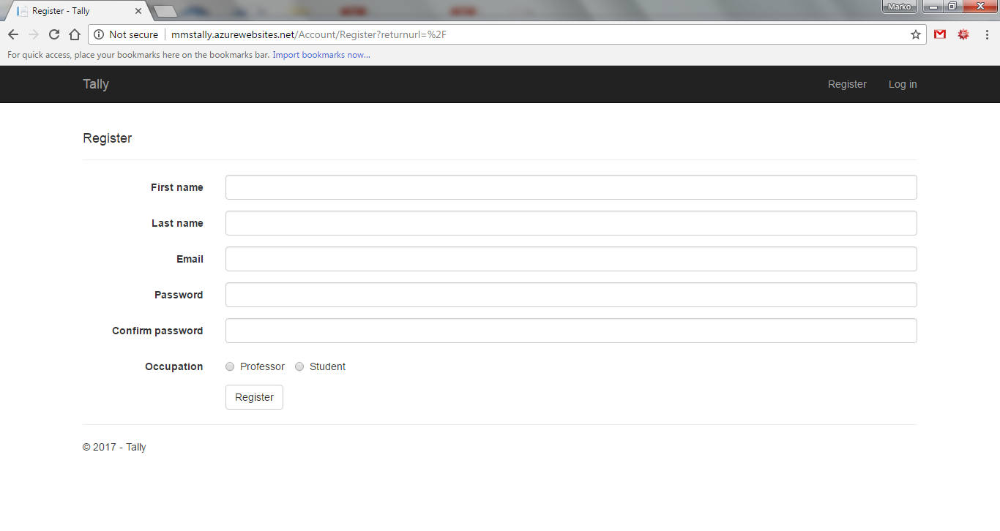 Register - Tally
Marko
Not secure mmstally.azurewebsites.net/Account/Register?returnurl=%2F
For quick access, place your bookmarks here on the bookmarks bar. Import bookmarks now...
Tally Register Log in
Register
First name
Last name
Email
Password
Confirm password
Occupation Professor Student
Register
© 2017 - Tally